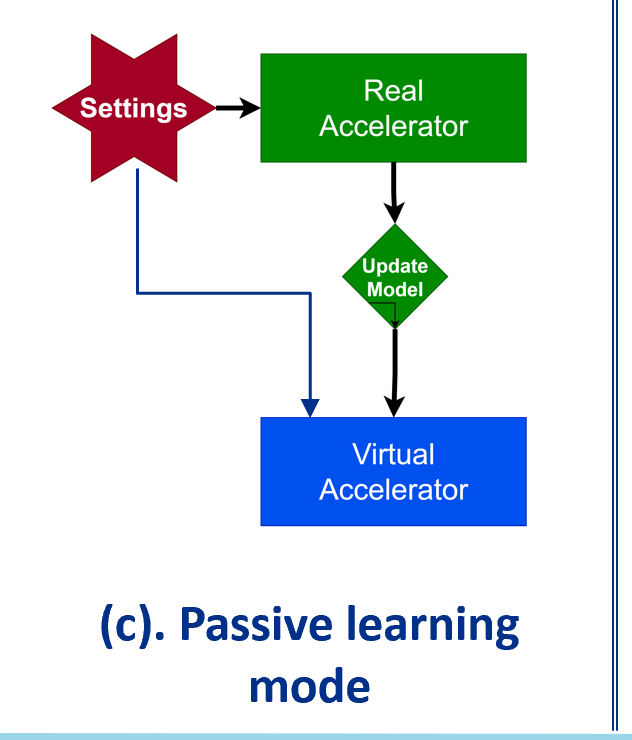 Settings
Real
Accelerator
Update
Model
Virtual
Accelerator
(c). Passive learning
mode